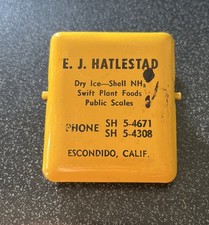 E. J. HATLESTAD
Dry Ice—Shell NH₃
Swift Plant Foods
Public Scales
PHONE SH 5-4671
SH 5-4308
ESCONDIDO, CALIF.